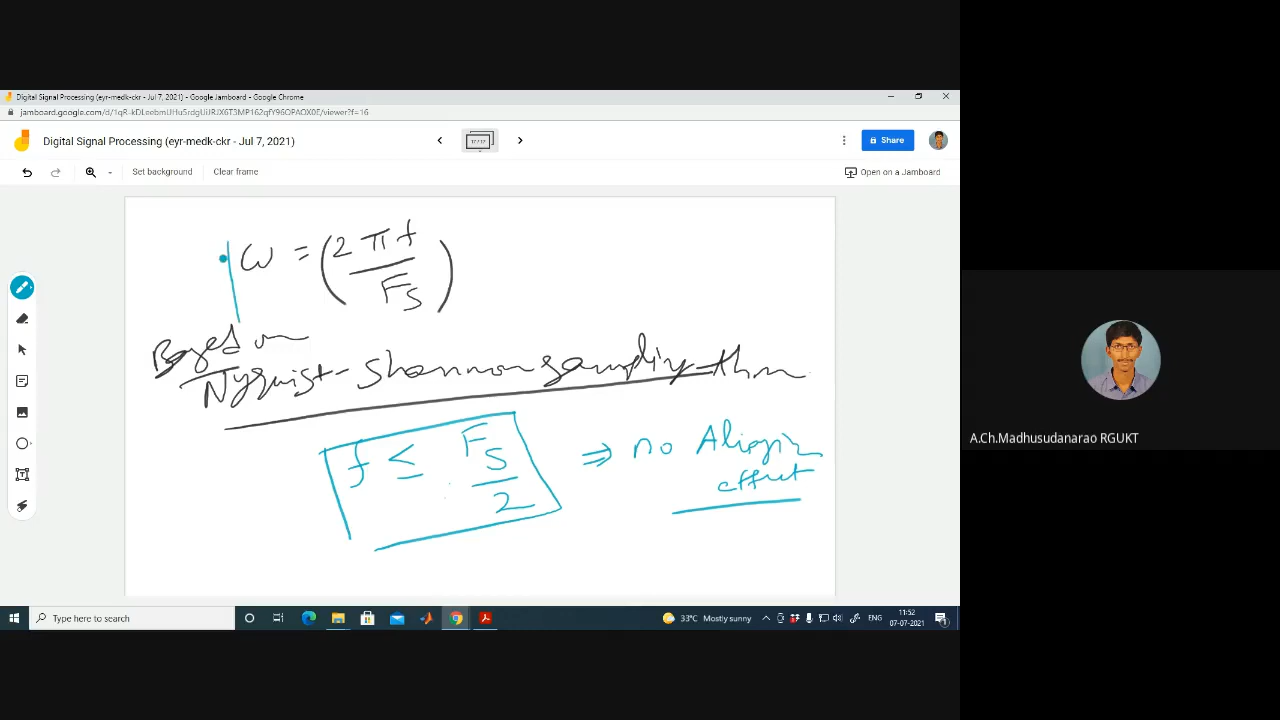 Digital Signal Processing (eyr-medk-ckr - Jul 7, 2021) - Google Jamboard - Google Chrome
Digital Signal Processing (eyr-medk-ckr - Jul 7, 2021)
17 / 17
Share
Set background
Clear frame
Open on a Jamboard
ω = (2πf / Fs)
Based on
Nyquist-Shannon sampling thm
f ≤ Fs / 2 ⇒ no Aliasing
effect
A.Ch.Madhusudanarao RGUKT
Type here to search
33°C Mostly sunny
ENG
11:52
07-07-2021